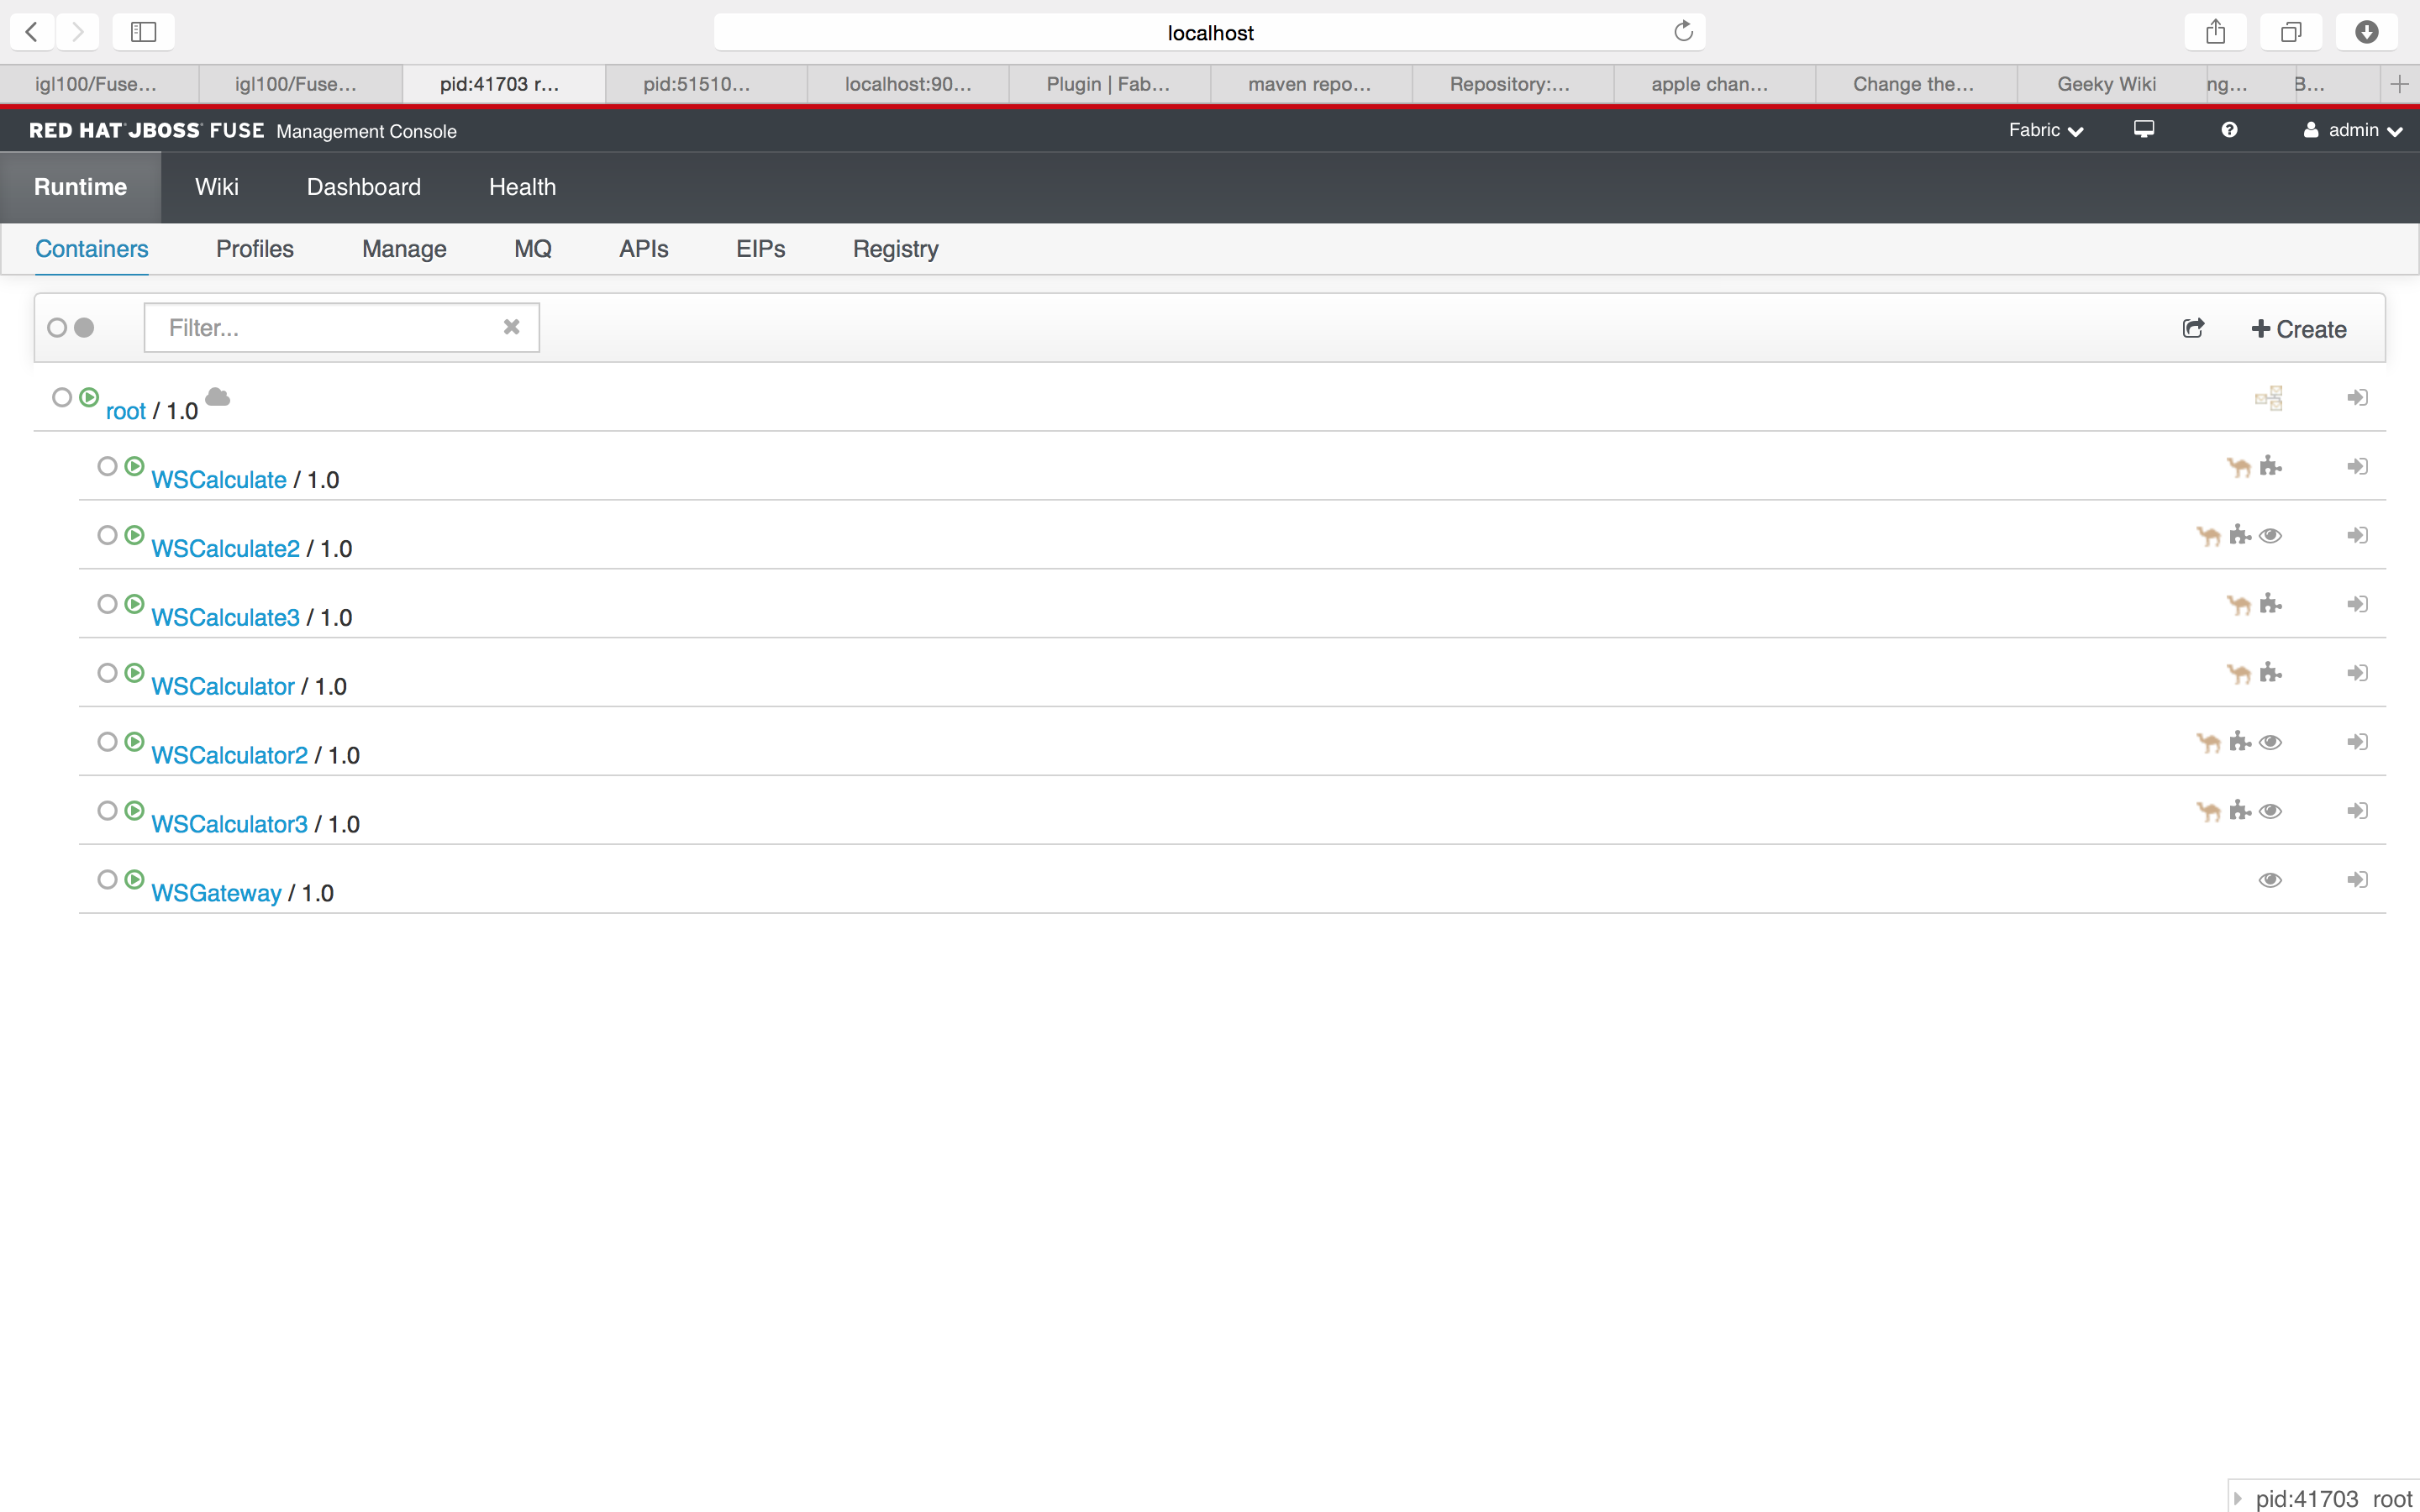 localhost
igl100/Fuse... igl100/Fuse... pid:41703 r... pid:51510... localhost:90... Plugin | Fab... maven repo... Repository:... apple chan... Change the... Geeky Wiki ng... B...
RED HAT JBOSS FUSE Management Console Fabric admin
Runtime Wiki Dashboard Health
Containers Profiles Manage MQ APIs EIPs Registry
Filter... Create
root / 1.0
WSCalculate / 1.0
WSCalculate2 / 1.0
WSCalculate3 / 1.0
WSCalculator / 1.0
WSCalculator2 / 1.0
WSCalculator3 / 1.0
WSGateway / 1.0
pid:41703 root